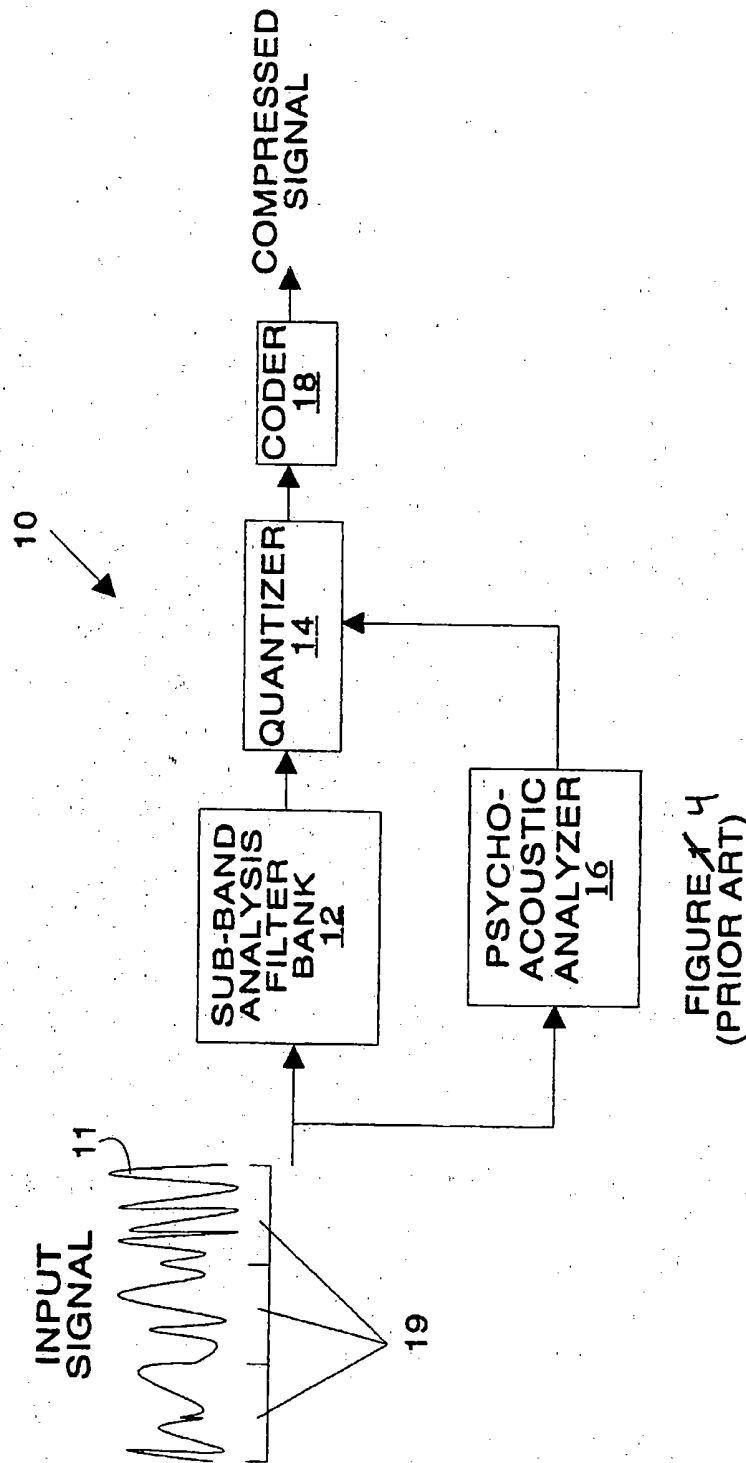 10
INPUT
SIGNAL
11
19
SUB-BAND
ANALYSIS
FILTER
BANK
12
QUANTIZER
14
CODER
18
COMPRESSED
SIGNAL
PSYCHO-
ACOUSTIC
ANALYZER
16
FIGURE 4
(PRIOR ART)